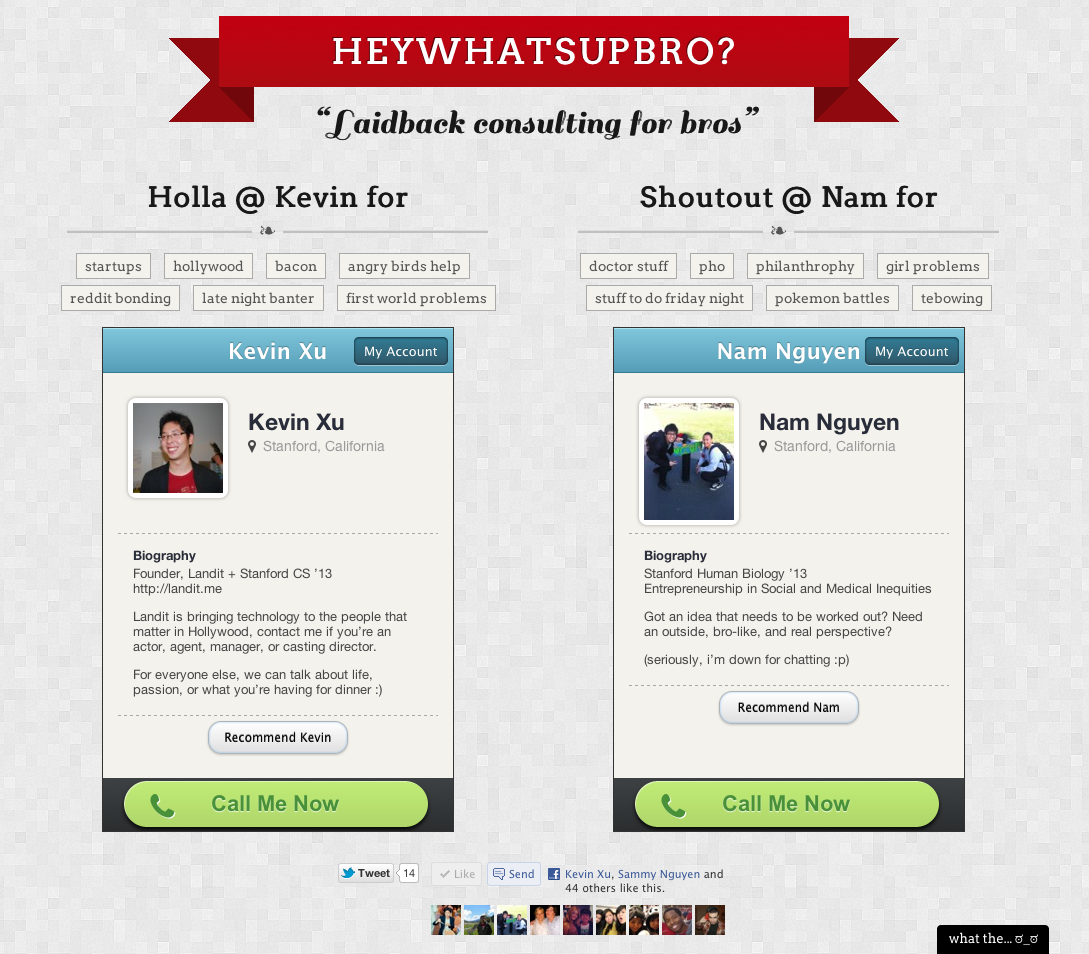 HEYWHATSUPBRO?
“Laidback consulting for bros”
Holla @ Kevin for
startups
hollywood
bacon
angry birds help
reddit bonding
late night banter
first world problems
Kevin Xu
My Account
Kevin Xu
Stanford, California
Biography
Founder, Landit + Stanford CS ’13
http://landit.me
Landit is bringing technology to the people that
matter in Hollywood, contact me if you’re an
actor, agent, manager, or casting director.
For everyone else, we can talk about life,
passion, or what you’re having for dinner :)
Recommend Kevin
Call Me Now
Shoutout @ Nam for
doctor stuff
pho
philanthrophy
girl problems
stuff to do friday night
pokemon battles
tebowing
Nam Nguyen
My Account
Nam Nguyen
Stanford, California
Biography
Stanford Human Biology ’13
Entrepreneurship in Social and Medical Inequities
Got an idea that needs to be worked out? Need
an outside, bro-like, and real perspective?
(seriously, i’m down for chatting :p)
Recommend Nam
Call Me Now
Tweet
14
Like
Send
Kevin Xu, Sammy Nguyen and
44 others like this.
what the... ಠ_ಠ